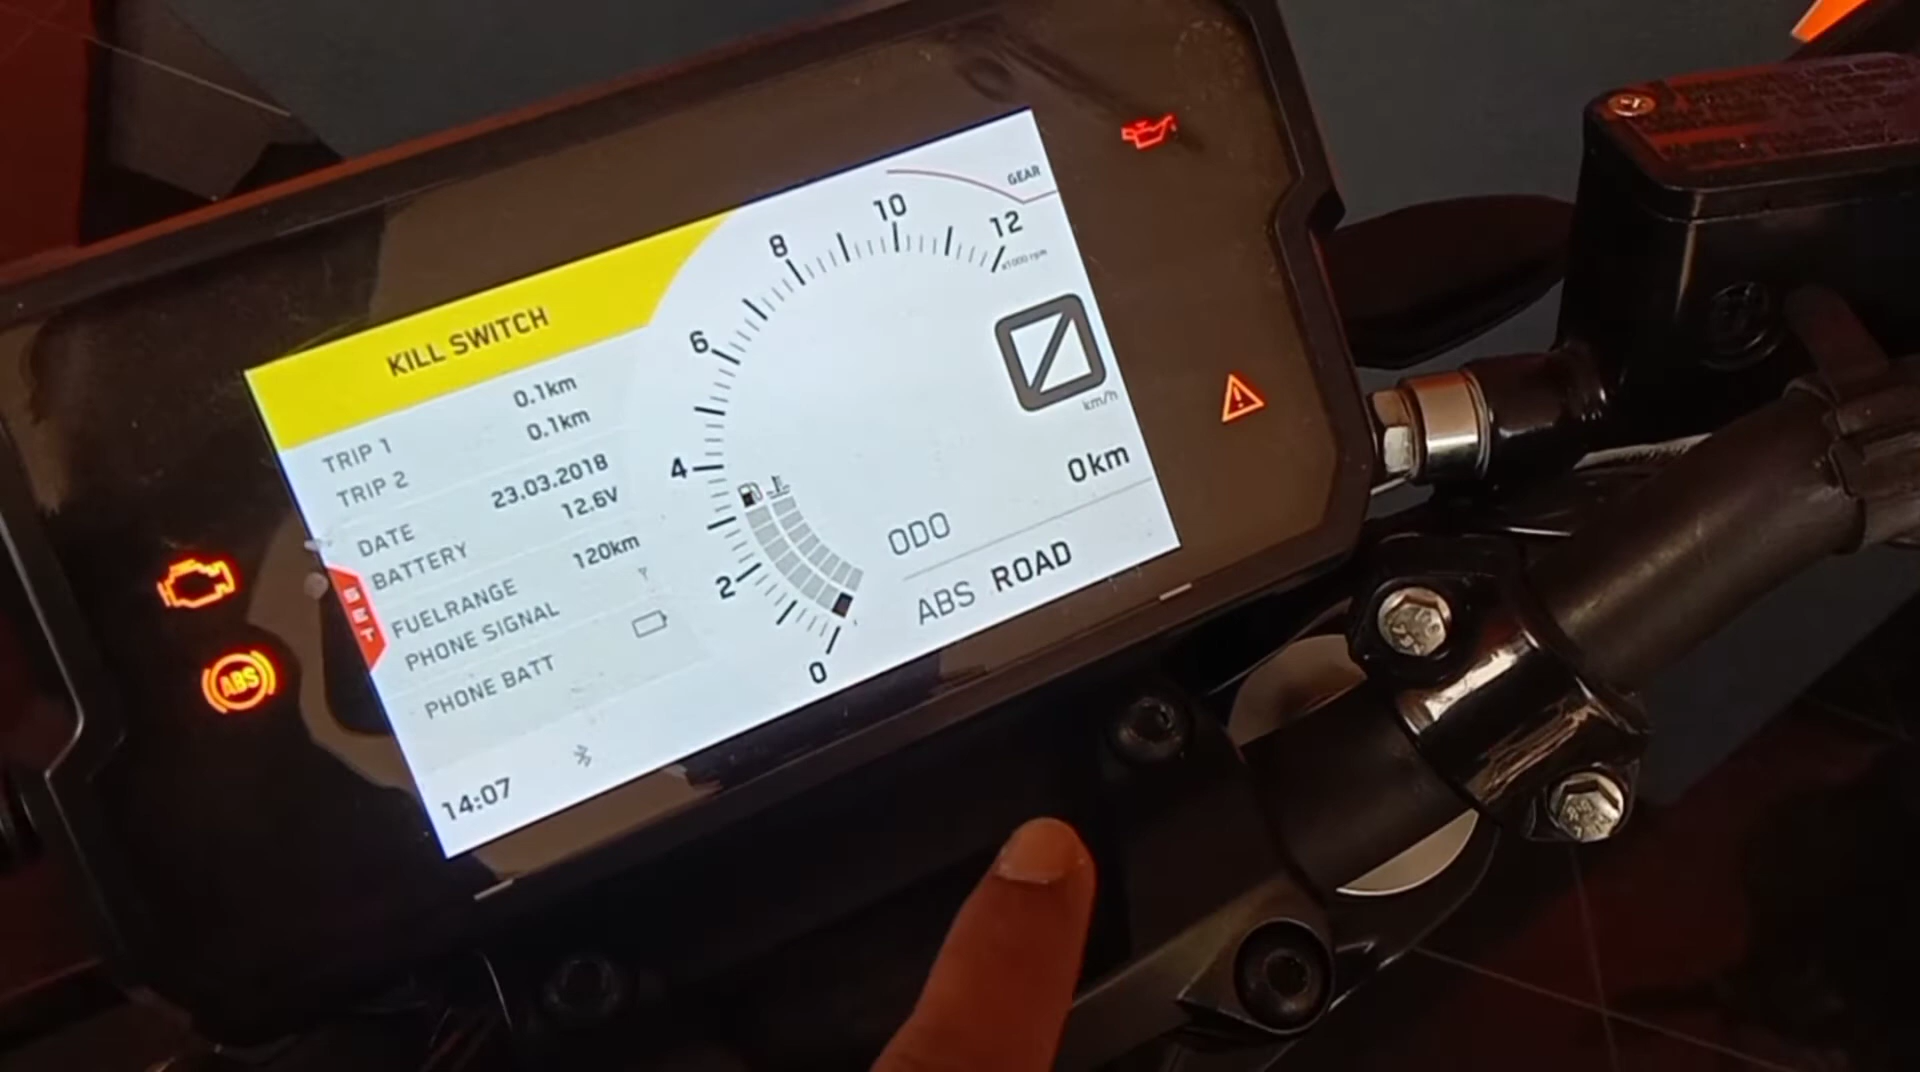 KILL SWITCH
TRIP 1 0.1km
TRIP 2 0.1km
DATE 23.03.2018
BATTERY 12.6V
FUELRANGE 120km
PHONE SIGNAL
PHONE BATT
14:07
SET
GEAR
0
2
4
6
8
10
12
x1000 rpm
km/h
ODO 0km
ABS ROAD
ABS